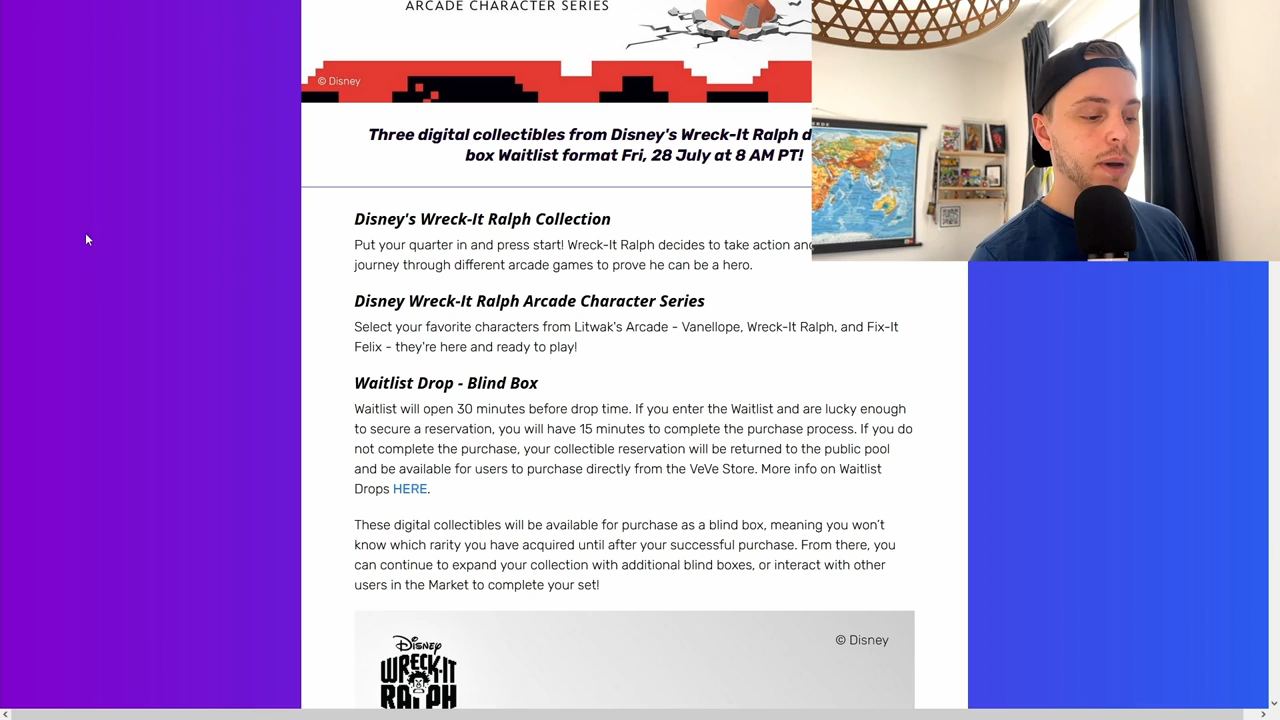 ARCADE CHARACTER SERIES
© Disney
Three digital collectibles from Disney's Wreck-It Ralph
box Waitlist format Fri, 28 July at 8 AM PT!
Disney's Wreck-It Ralph Collection
Put your quarter in and press start! Wreck-It Ralph decides to take action
journey through different arcade games to prove he can be a hero.
Disney Wreck-It Ralph Arcade Character Series
Select your favorite characters from Litwak's Arcade - Vanellope, Wreck-It Ralph, and Fix-It
Felix - they're here and ready to play!
Waitlist Drop - Blind Box
Waitlist will open 30 minutes before drop time. If you enter the Waitlist and are lucky enough
to secure a reservation, you will have 15 minutes to complete the purchase process. If you do
not complete the purchase, your collectible reservation will be returned to the public pool
and be available for users to purchase directly from the VeVe Store. More info on Waitlist
Drops HERE.
These digital collectibles will be available for purchase as a blind box, meaning you won't
know which rarity you have acquired until after your successful purchase. From there, you
can continue to expand your collection with additional blind boxes, or interact with other
users in the Market to complete your set!
© Disney
Disney
WRECK-IT
RALPH